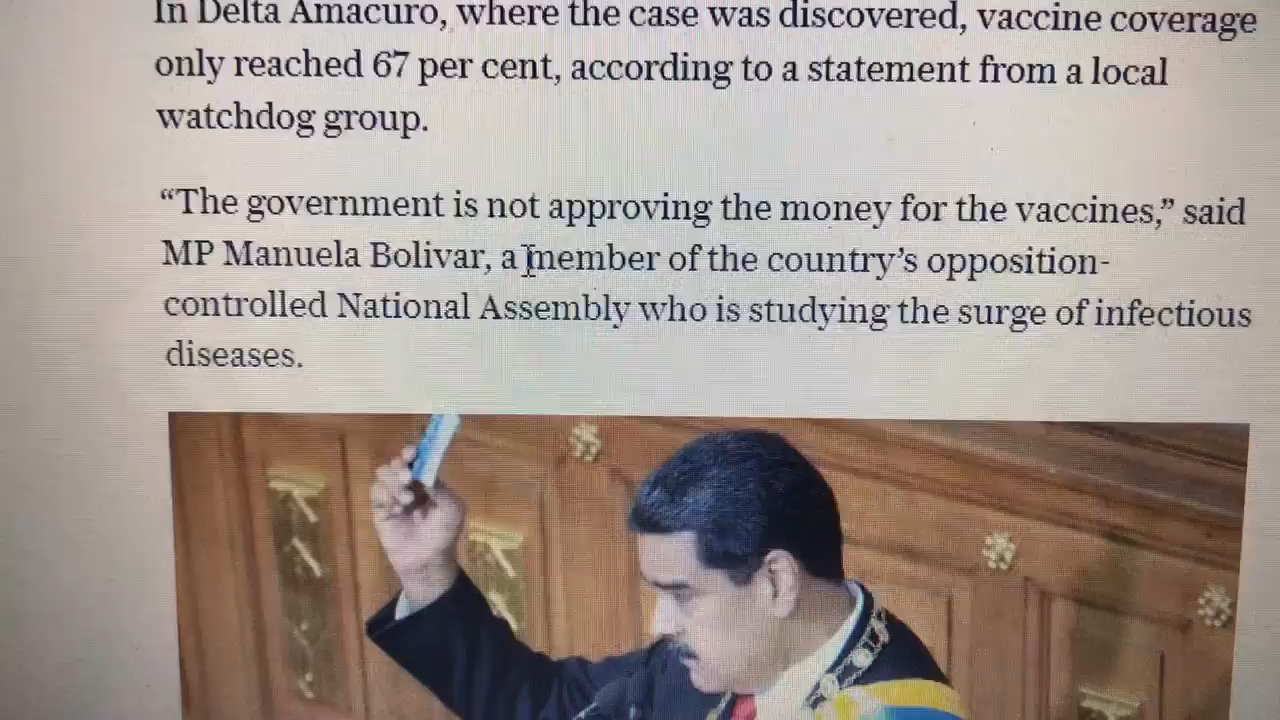 In Delta Amacuro, where the case was discovered, vaccine coverage
only reached 67 per cent, according to a statement from a local
watchdog group.
“The government is not approving the money for the vaccines,” said
MP Manuela Bolivar, a member of the country’s opposition-
controlled National Assembly who is studying the surge of infectious
diseases.